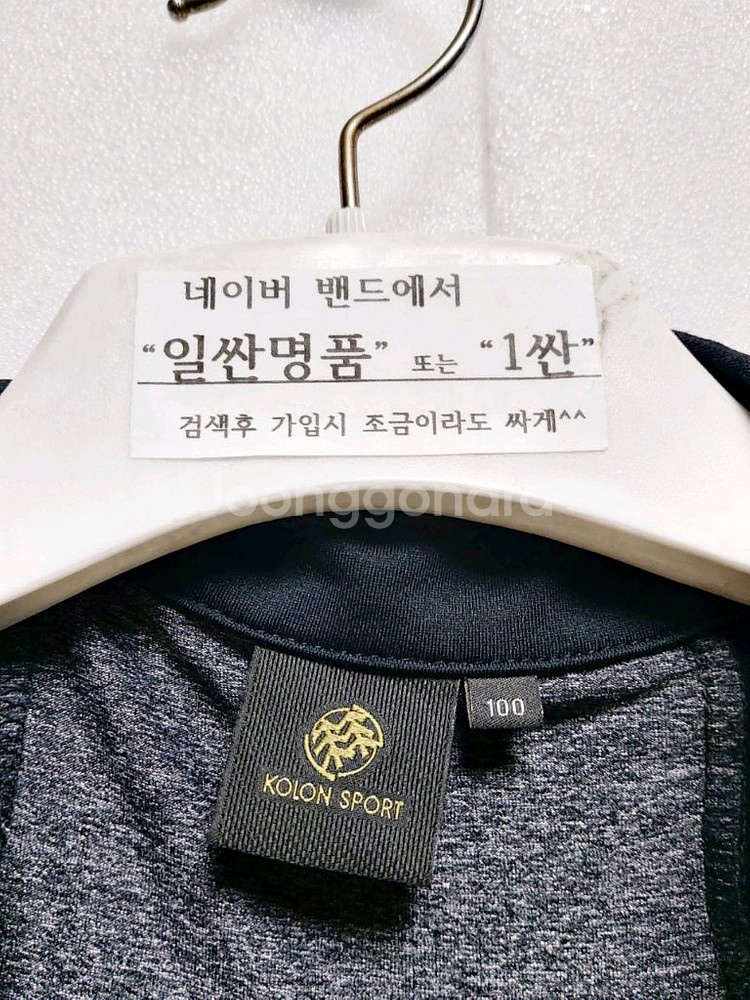 네이버 밴드에서
“일싼명품” 또는 “1싼”
검색후 가입시 조금이라도 싸게^^
Joonggonara
KOLON SPORT
100